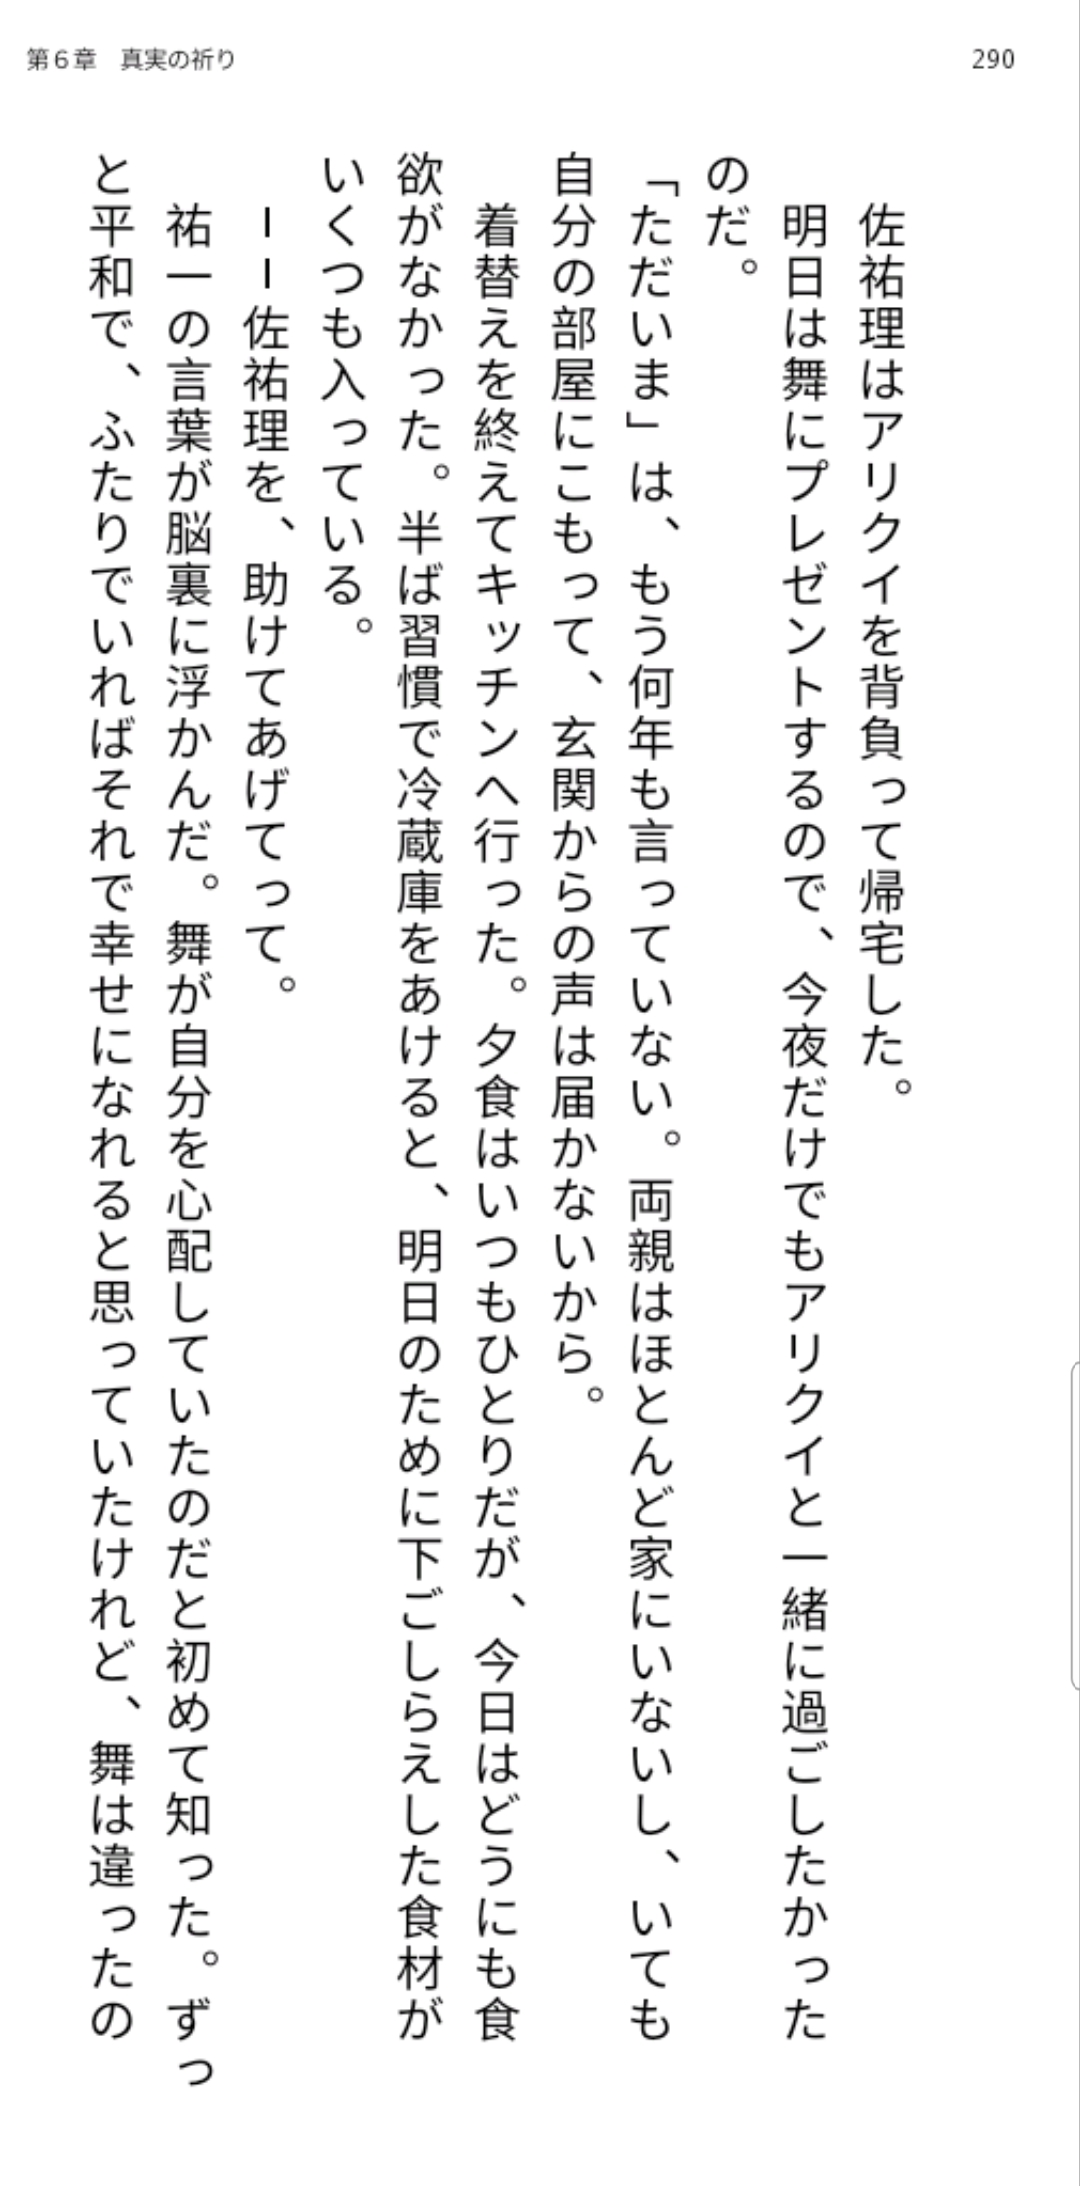 第６章　真実の祈り
290
　佐祐理はアリクイを背負って帰宅した。
　明日は舞にプレゼントするので、今夜だけでもアリクイと一緒に過ごしたかった
のだ。
「ただいま」は、もう何年も言っていない。両親はほとんど家にいないし、いても
自分の部屋にこもって、玄関からの声は届かないから。
　着替えを終えてキッチンへ行った。夕食はいつもひとりだが、今日はどうにも食
欲がなかった。半ば習慣で冷蔵庫をあけると、明日のために下ごしらえした食材が
いくつも入っている。
　――佐祐理を、助けてあげてって。
　祐一の言葉が脳裏に浮かんだ。舞が自分を心配していたのだと初めて知った。ずっ
と平和で、ふたりでいればそれで幸せになれると思っていたけれど、舞は違ったの